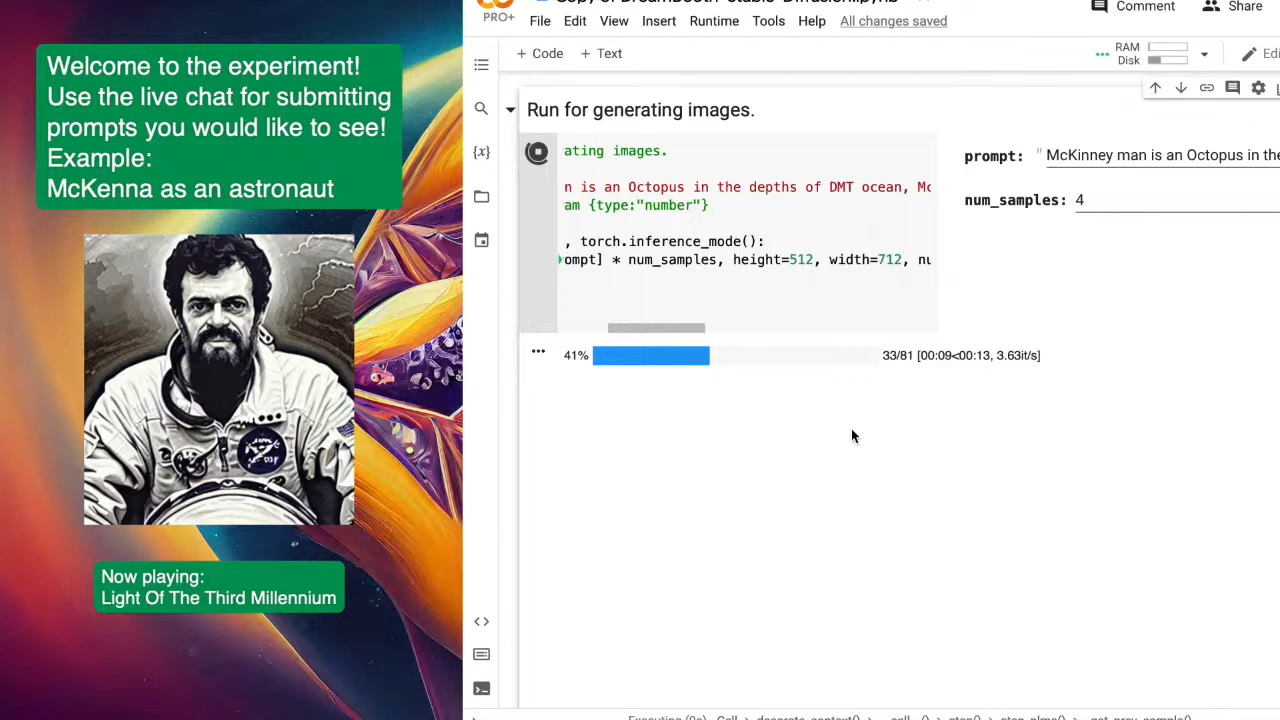 Welcome to the experiment!
Use the live chat for submitting
prompts you would like to see!
Example:
McKenna as an astronaut
Now playing:
Light Of The Third Millennium
PRO+
File Edit View Insert Runtime Tools Help All changes saved
Comment Share
+ Code + Text
RAM
Disk
Run for generating images.
ating images.
n is an Octopus in the depths of DMT ocean, Mc
am {type:"number"}
, torch.inference_mode():
ompt] * num_samples, height=512, width=712, nu
prompt: " McKinney man is an Octopus in the
num_samples: 4
41% 33/81 [00:09<00:13, 3.63it/s]